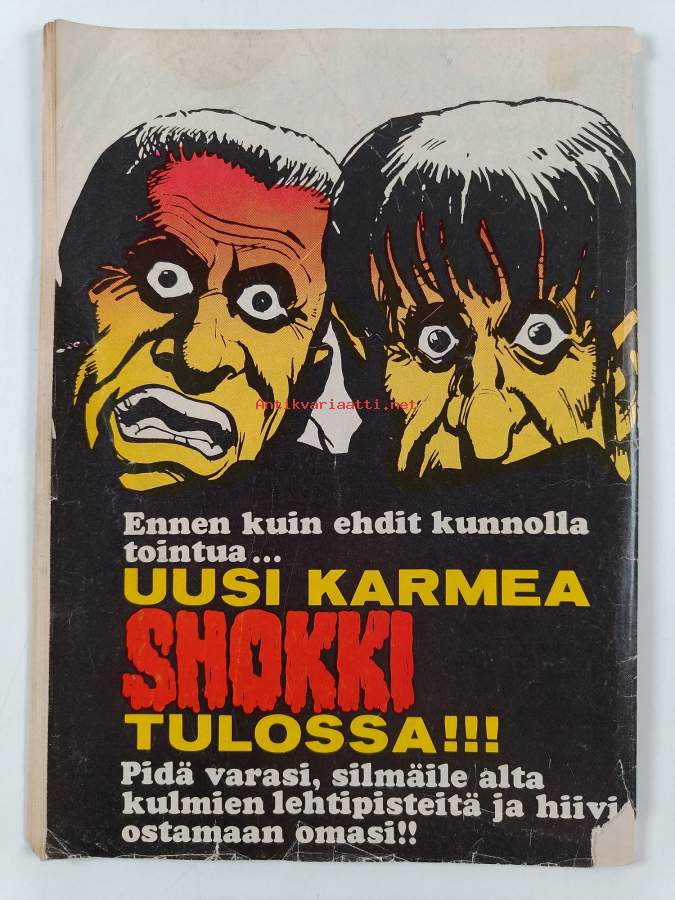 Antikvariaatti.net
Ennen kuin ehdit kunnolla
tointua...
UUSI KARMEA
SHOKKI
TULOSSA!!!
Pidä varasi, silmäile alta
kulmien lehtipisteitä ja hiivi
ostamaan omasi!!